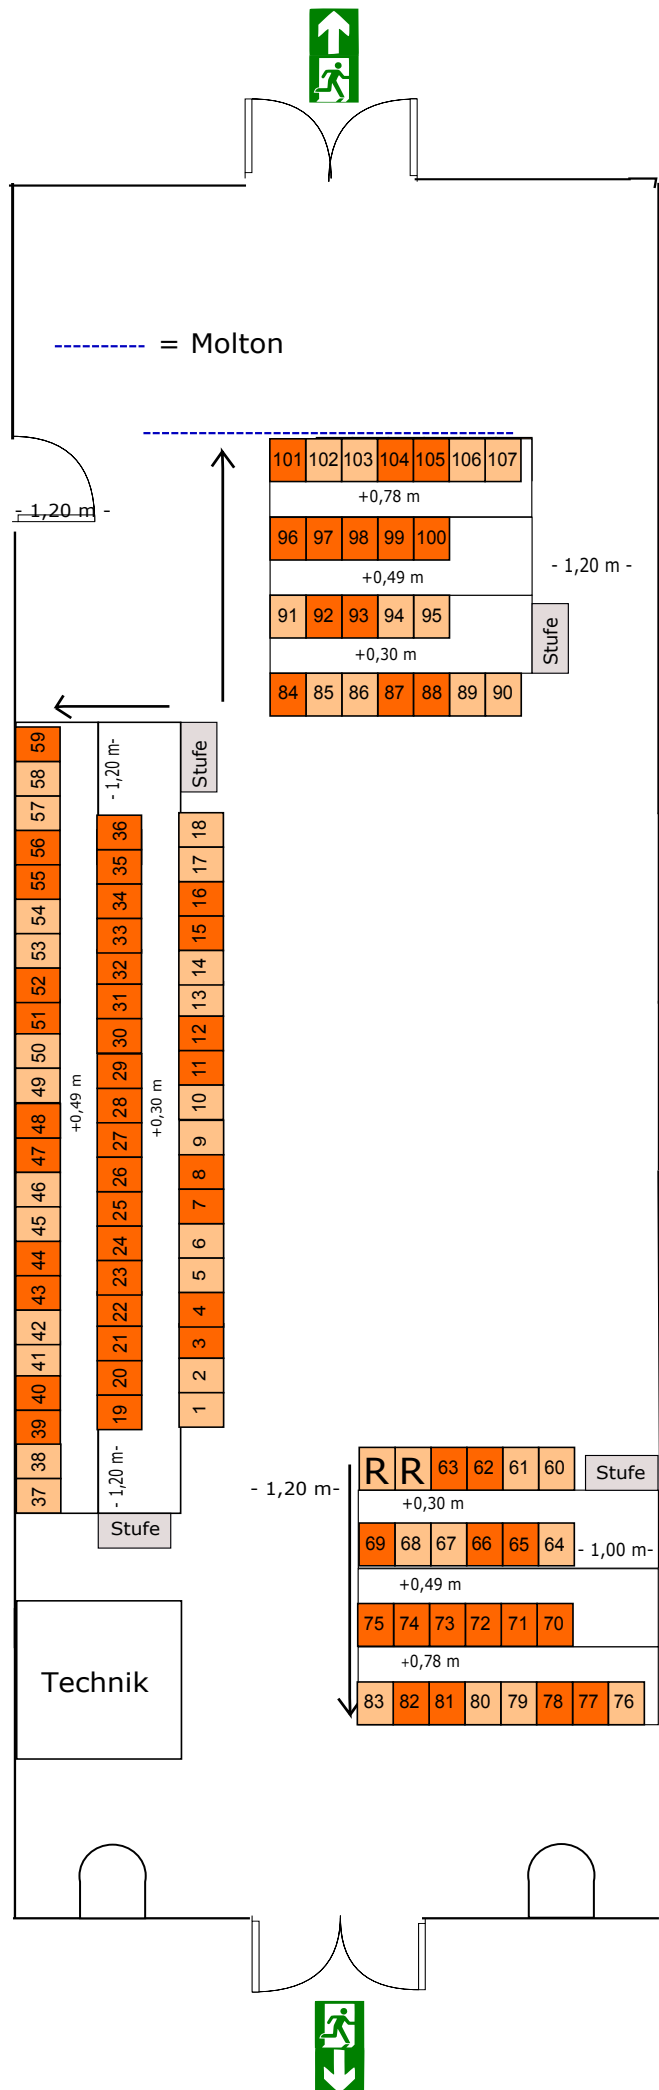 = Molton
101 102 103 104 105 106 107
+0,78 m
- 1,20 m -
96 97 98 99 100
- 1,20 m -
+0,49 m
91 92 93 94 95
Stufe
+0,30 m
84 85 86 87 88 89 90
59
58
57
56
55
54
53
52
51
50
49
48
47
46
45
44
43
42
41
40
39
38
37
+0,49 m
- 1,20 m-
36
35
34
33
32
31
30
29
28
27
26
25
24
23
22
21
20
19
- 1,20 m-
+0,30 m
Stufe
18
17
16
15
14
13
12
11
10
9
8
7
6
5
4
3
2
1
Stufe
- 1,20 m-
R R 63 62 61 60
Stufe
+0,30 m
69 68 67 66 65 64
- 1,00 m-
+0,49 m
75 74 73 72 71 70
+0,78 m
83 82 81 80 79 78 77 76
Technik